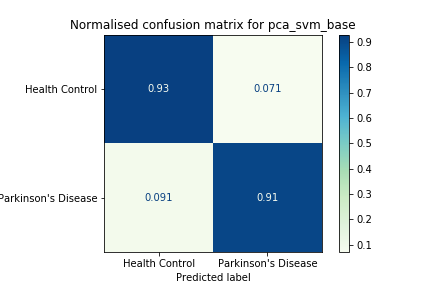 Normalised confusion matrix for pca_svm_base
Health Control
0.93
0.071
Parkinson's Disease
0.091
0.91
Health Control
Parkinson's Disease
Predicted label
0.9
0.8
0.7
0.6
0.5
0.4
0.3
0.2
0.1